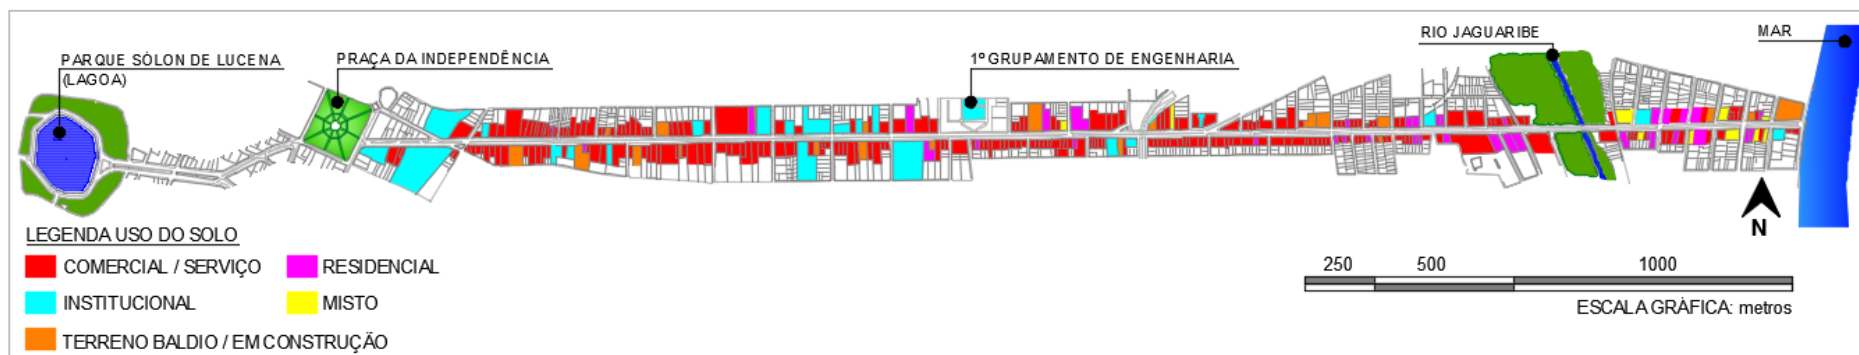 PARQUE SÓLON DE LUCENA
(LAGOA)
PRAÇA DA INDEPENDÊNCIA
1º GRUPAMENTO DE ENGENHARIA
RIO JAGUARIBE
MAR
N
LEGENDA USO DO SOLO
COMERCIAL / SERVIÇO
RESIDENCIAL
INSTITUCIONAL
MISTO
TERRENO BALDIO / EM CONSTRUÇÃO
250 500 1000
ESCALA GRÁFICA: metros